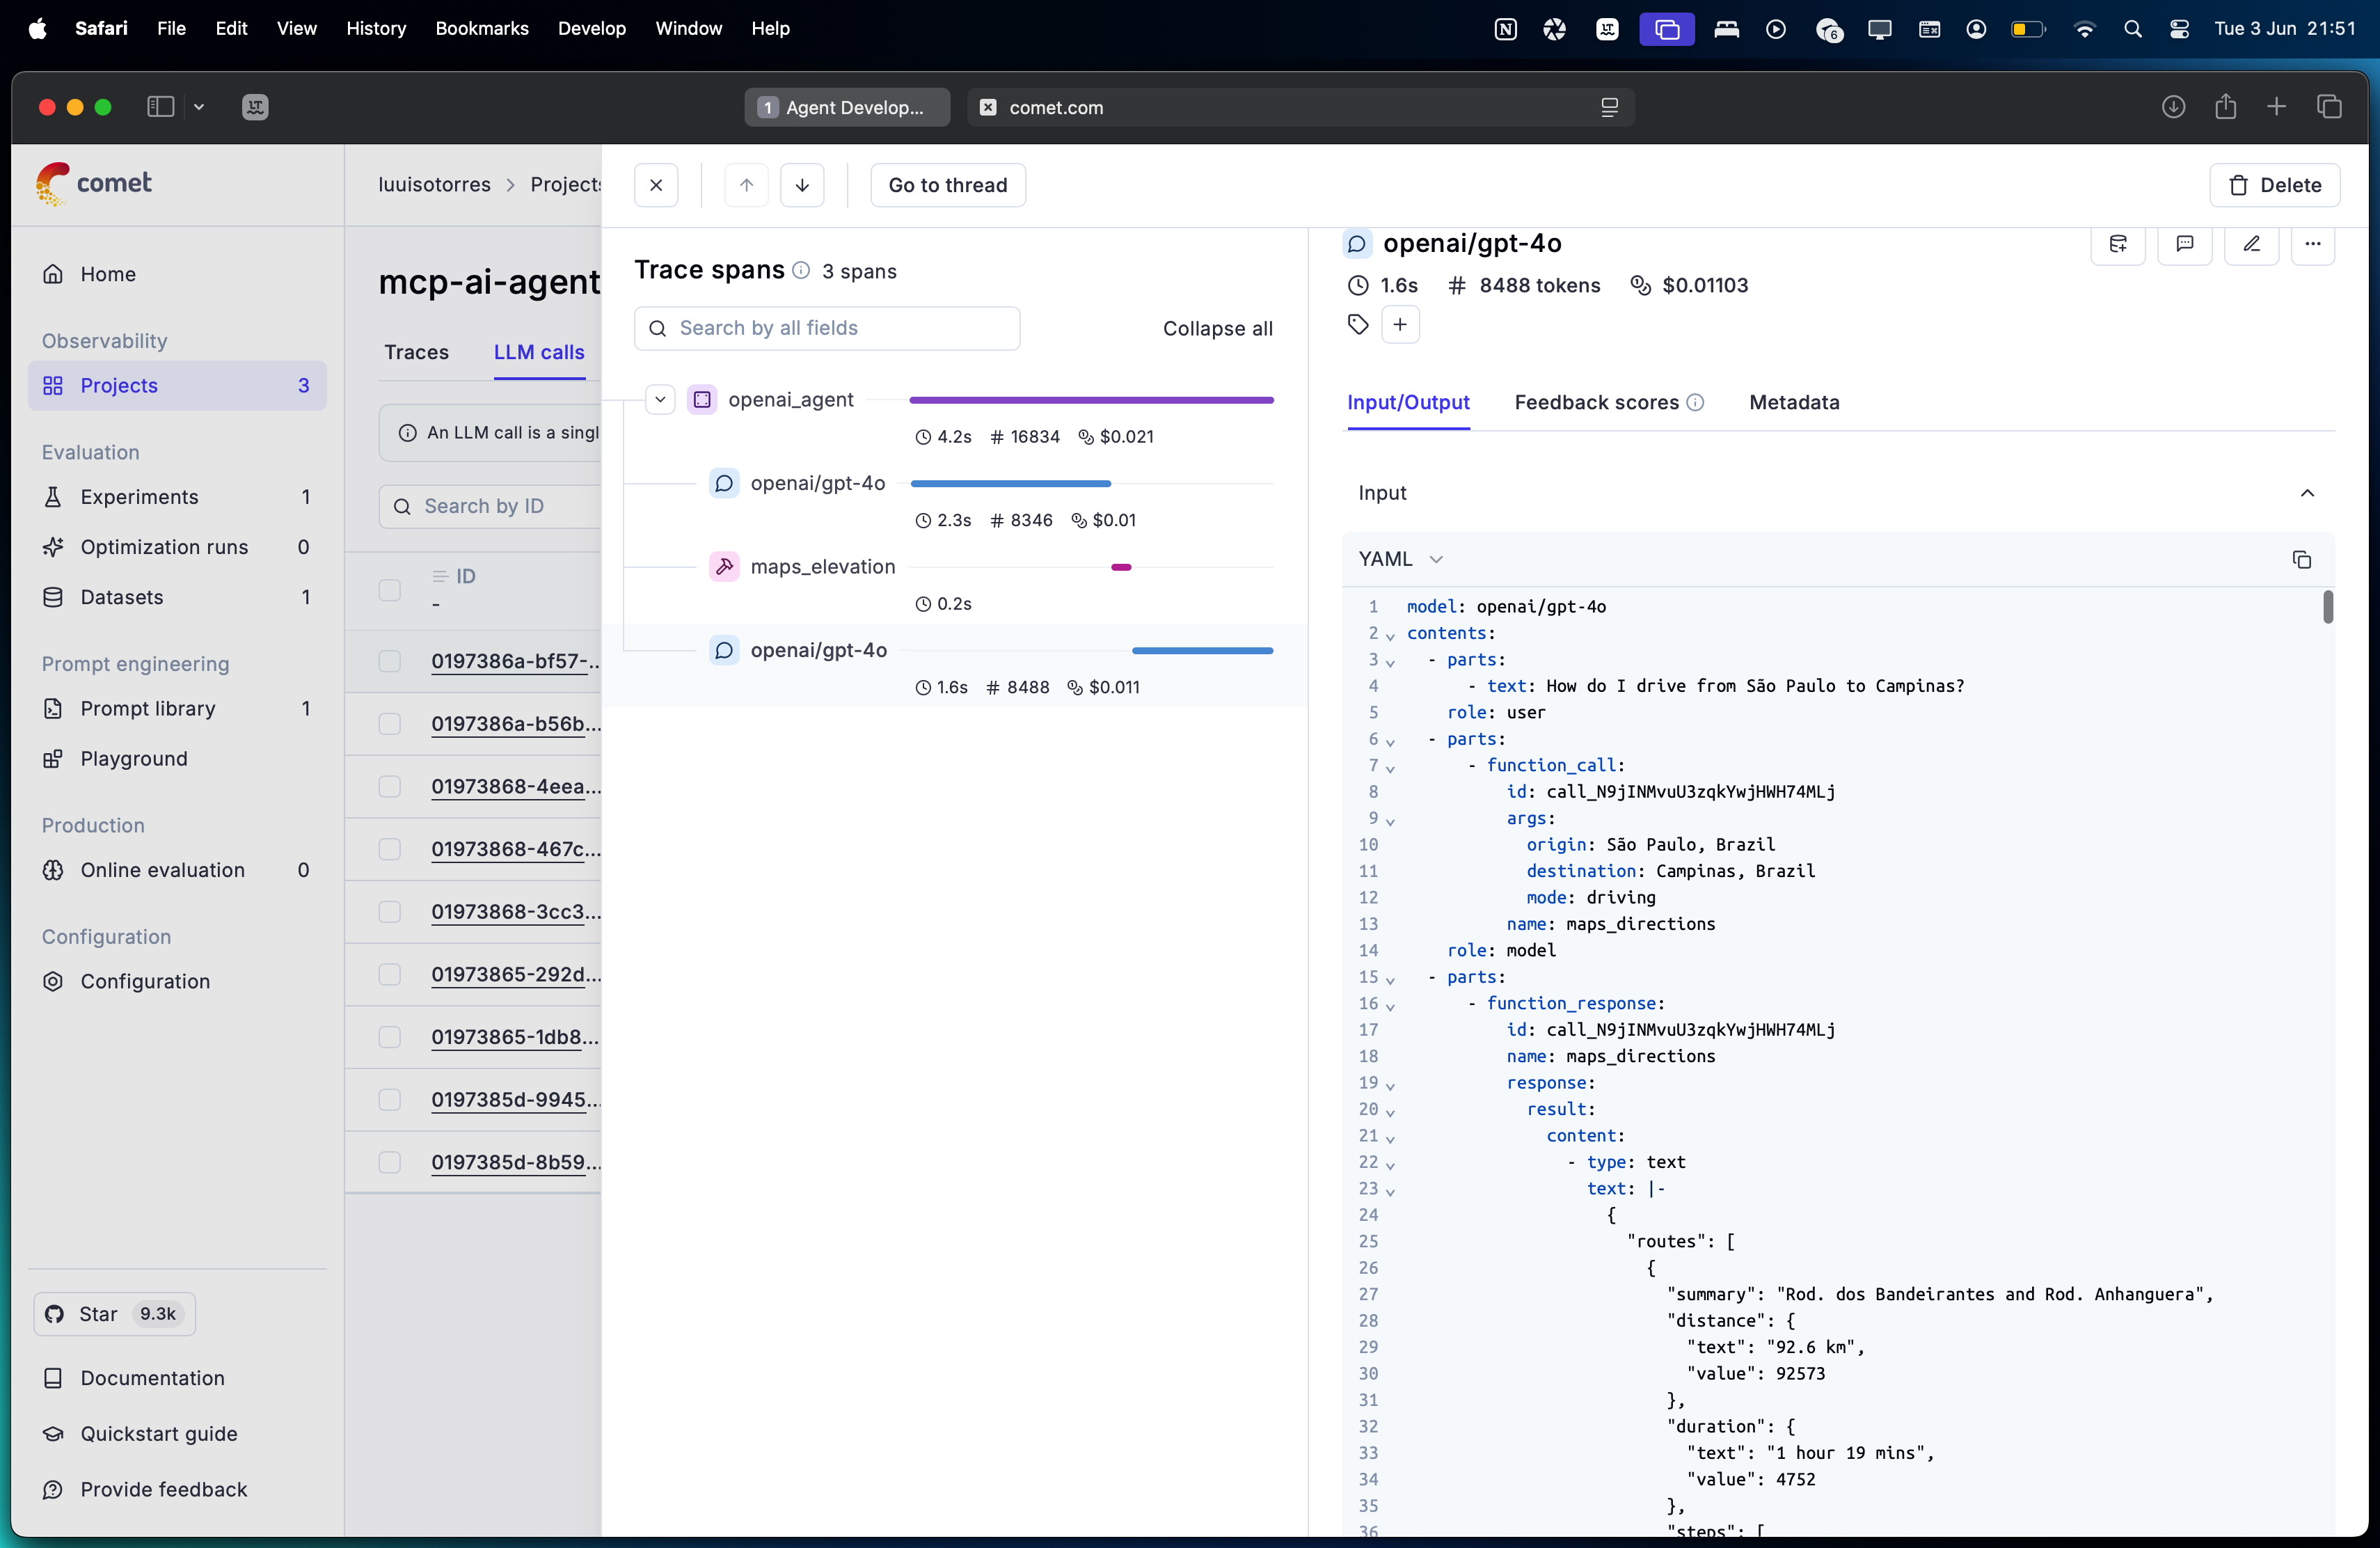 Safari File Edit View History Bookmarks Develop Window Help
6
Tue 3 Jun 21:51
1 Agent Develop...
comet.com
comet
Home
Observability
Projects 3
Evaluation
Experiments 1
Optimization runs 0
Datasets 1
Prompt engineering
Prompt library 1
Playground
Production
Online evaluation 0
Configuration
Configuration
Star 9.3k
Documentation
Quickstart guide
Provide feedback
luuisotorres > Projects
mcp-ai-agent
Traces LLM calls
An LLM call is a singl
Search by ID
ID
-
0197386a-bf57-...
0197386a-b56b...
01973868-4eea...
01973868-467c...
01973868-3cc3...
01973865-292d...
01973865-1db8...
0197385d-9945...
0197385d-8b59...
Go to thread
Delete
Trace spans 3 spans
Search by all fields
Collapse all
openai_agent
4.2s # 16834 $0.021
openai/gpt-4o
2.3s # 8346 $0.01
maps_elevation
0.2s
openai/gpt-4o
1.6s # 8488 $0.011
openai/gpt-4o
1.6s # 8488 tokens $0.01103
Input/Output Feedback scores Metadata
Input
YAML
1 model: openai/gpt-4o
2 contents:
3 - parts:
4 - text: How do I drive from São Paulo to Campinas?
5 role: user
6 - parts:
7 - function_call:
8 id: call_N9jINMvuU3zqkYwjHWH74MLj
9 args:
10 origin: São Paulo, Brazil
11 destination: Campinas, Brazil
12 mode: driving
13 name: maps_directions
14 role: model
15 - parts:
16 - function_response:
17 id: call_N9jINMvuU3zqkYwjHWH74MLj
18 name: maps_directions
19 response:
20 result:
21 content:
22 - type: text
23 text: |-
24 {
25 "routes": [
26 {
27 "summary": "Rod. dos Bandeirantes and Rod. Anhanguera",
28 "distance": {
29 "text": "92.6 km",
30 "value": 92573
31 },
32 "duration": {
33 "text": "1 hour 19 mins",
34 "value": 4752
35 },
36 "steps": [